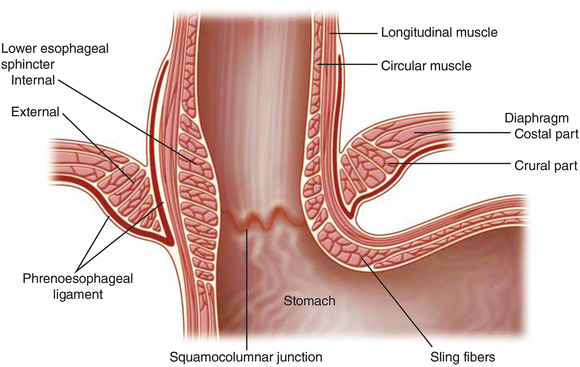 Lower esophageal
sphincter
Internal
External
Phrenoesophageal
ligament
Squamocolumnar junction
Stomach
Longitudinal muscle
Circular muscle
Diaphragm
Costal part
Crural part
Sling fibers